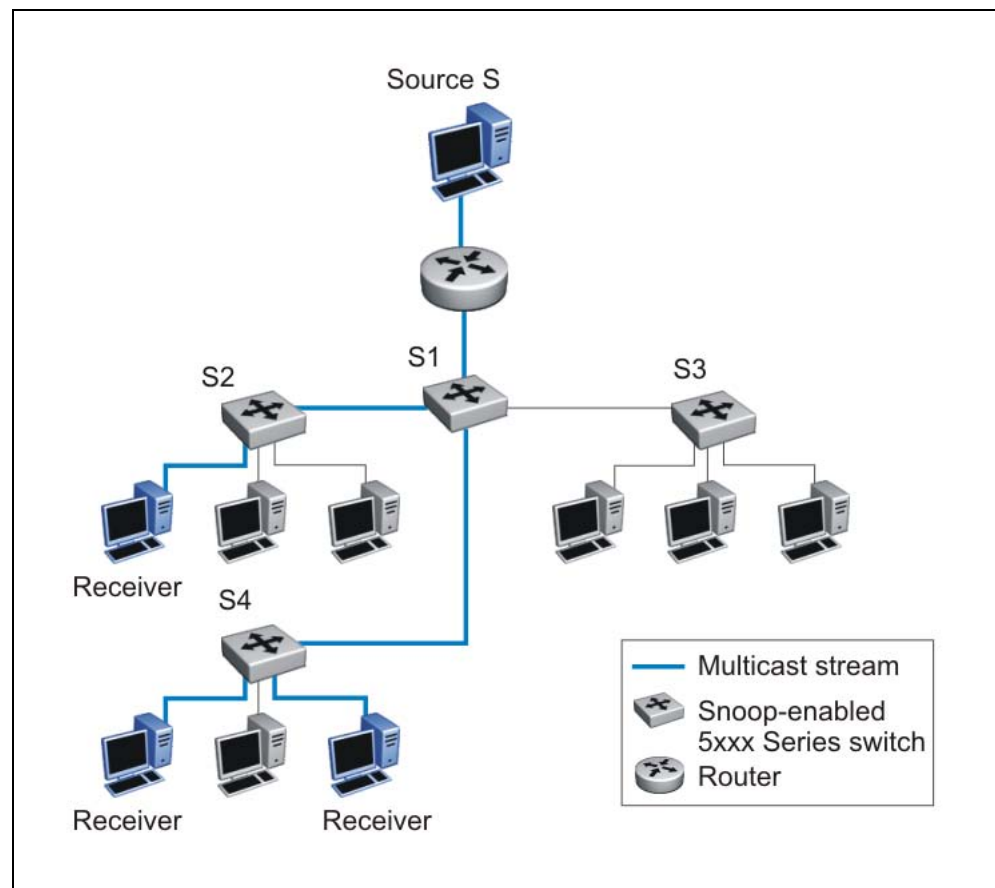 Source S
S1
S2
S3
Receiver
S4
Receiver
Receiver
Multicast stream
Snoop-enabled
5xxx Series switch
Router